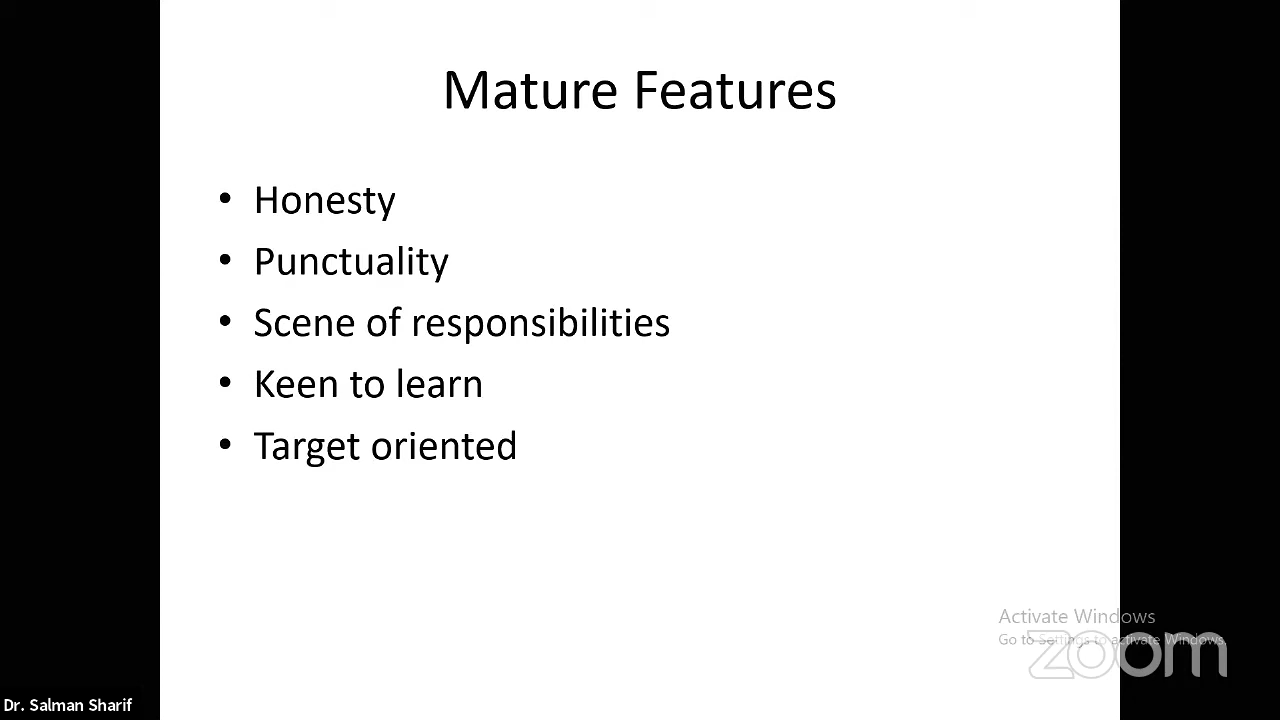 Mature Features
• Honesty
• Punctuality
• Scene of responsibilities
• Keen to learn
• Target oriented
Activate Windows
Go to Settings to activate Windows.
zoom
Dr. Salman Sharif